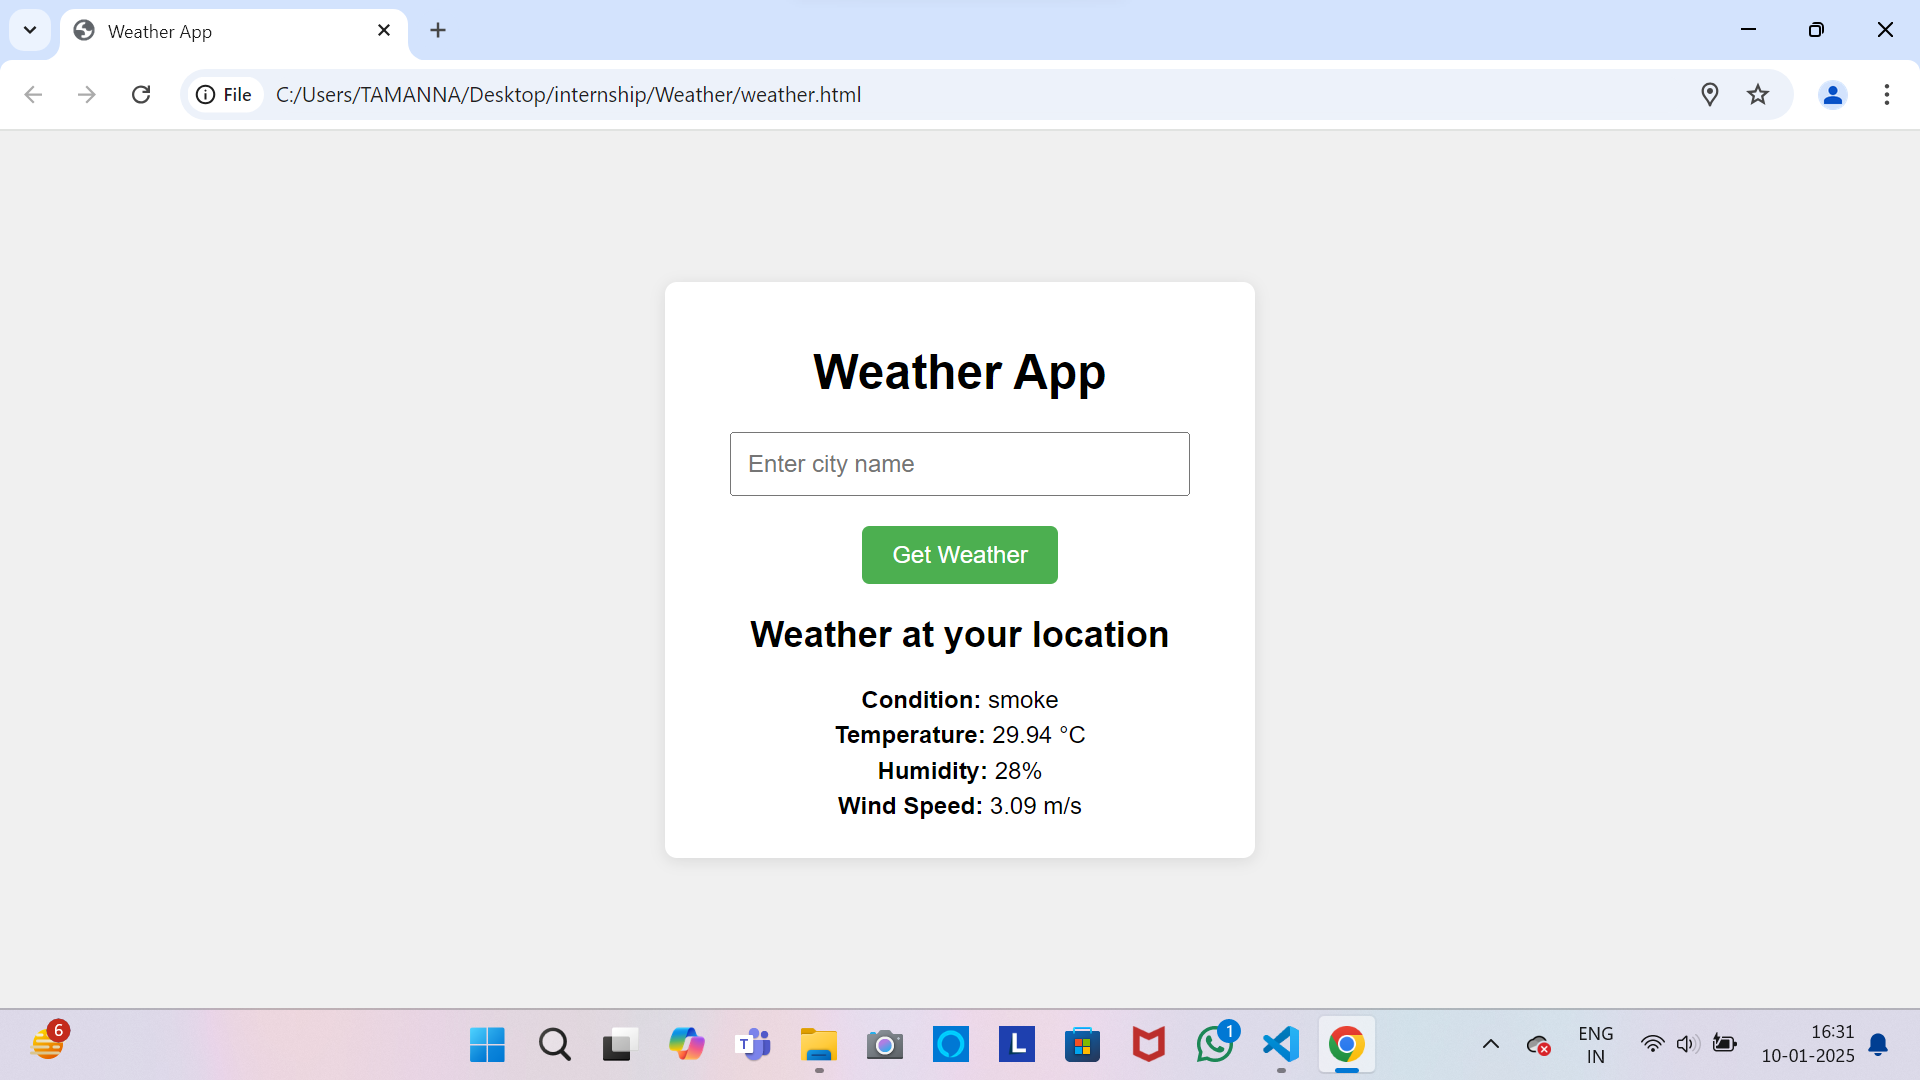 Weather App
File
C:/Users/TAMANNA/Desktop/internship/Weather/weather.html
Weather App
Enter city name
Get Weather
Weather at your location
Condition: smoke
Temperature: 29.94 °C
Humidity: 28%
Wind Speed: 3.09 m/s
6
T
L
1
ENG
IN
16:31
10-01-2025